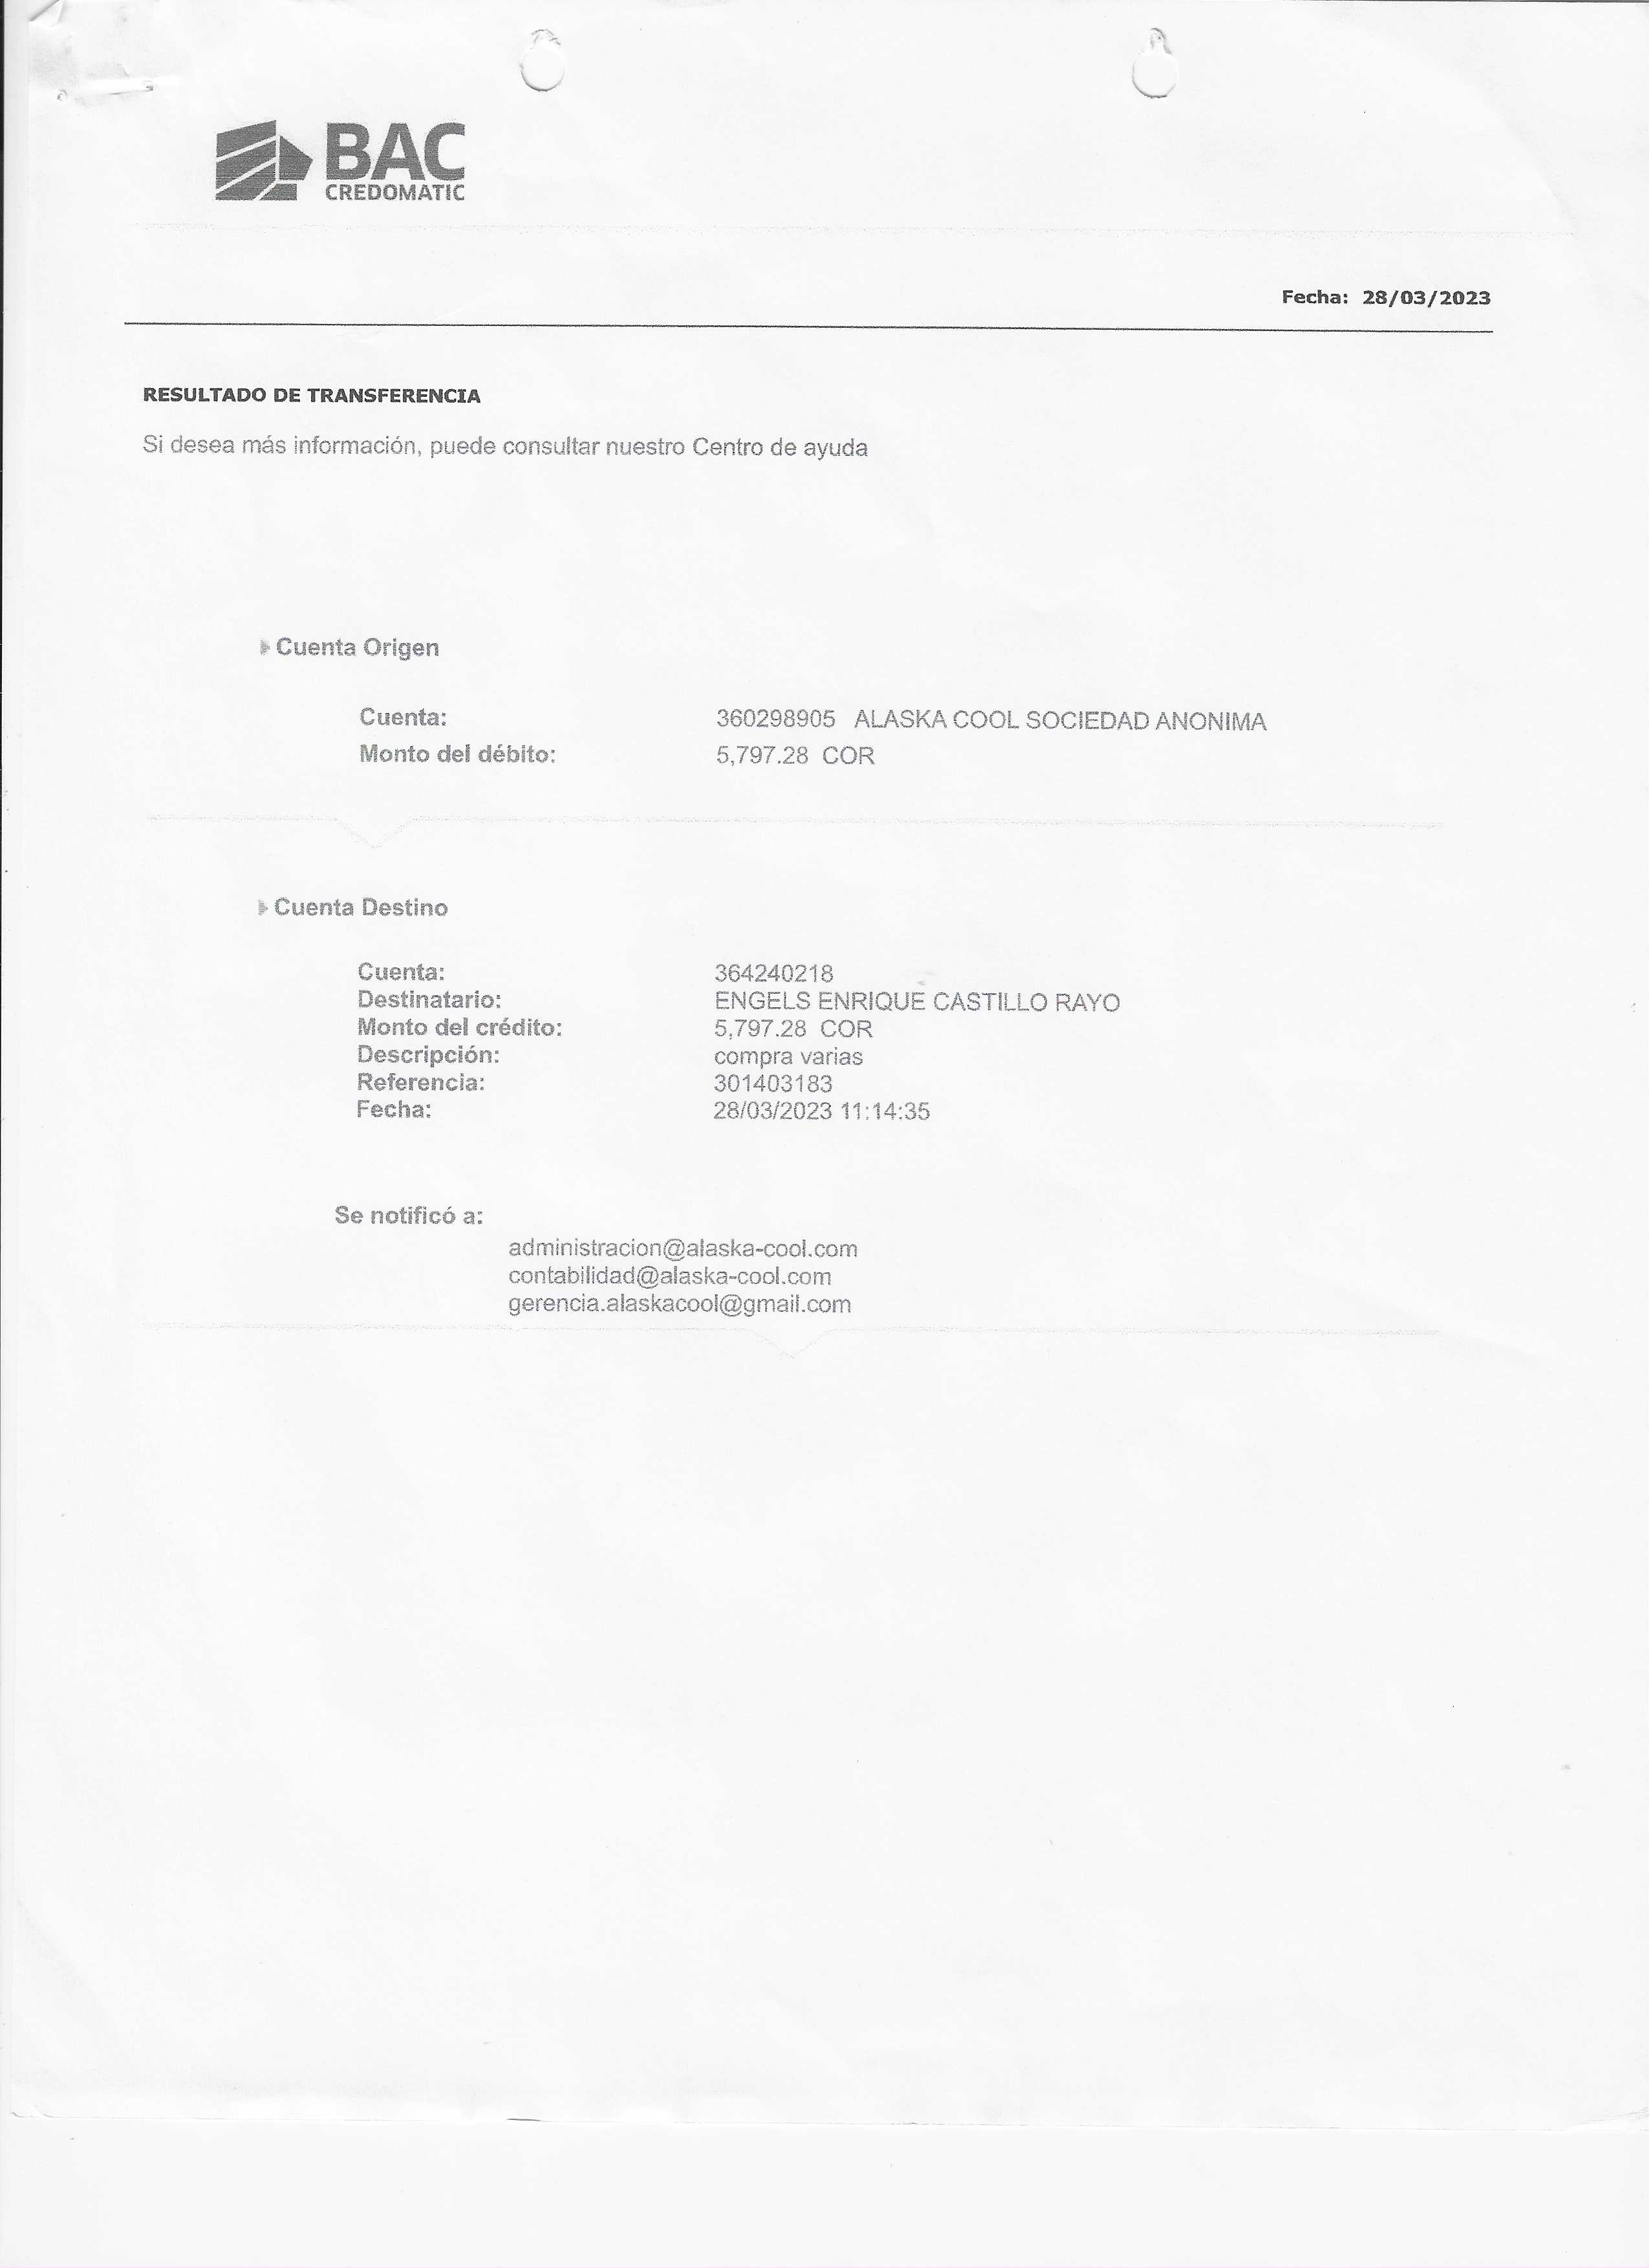 BAC
CREDOMATIC
Fecha: 28/03/2023
RESULTADO DE TRANSFERENCIA
Si desea más información, puede consultar nuestro Centro de ayuda
Cuenta Origen
Cuenta: 360298905 ALASKA COOL SOCIEDAD ANONIMA
Monto del débito: 5,797.28 COR
Cuenta Destino
Cuenta: 364240218
Destinatario: ENGELS ENRIQUE CASTILLO RAYO
Monto del crédito: 5,797.28 COR
Descripción: compra varias
Referencia: 301403183
Fecha: 28/03/2023 11:14:35
Se notificó a:
administracion@alaska-cool.com
contabilidad@alaska-cool.com
gerencia.alaskacool@gmail.com